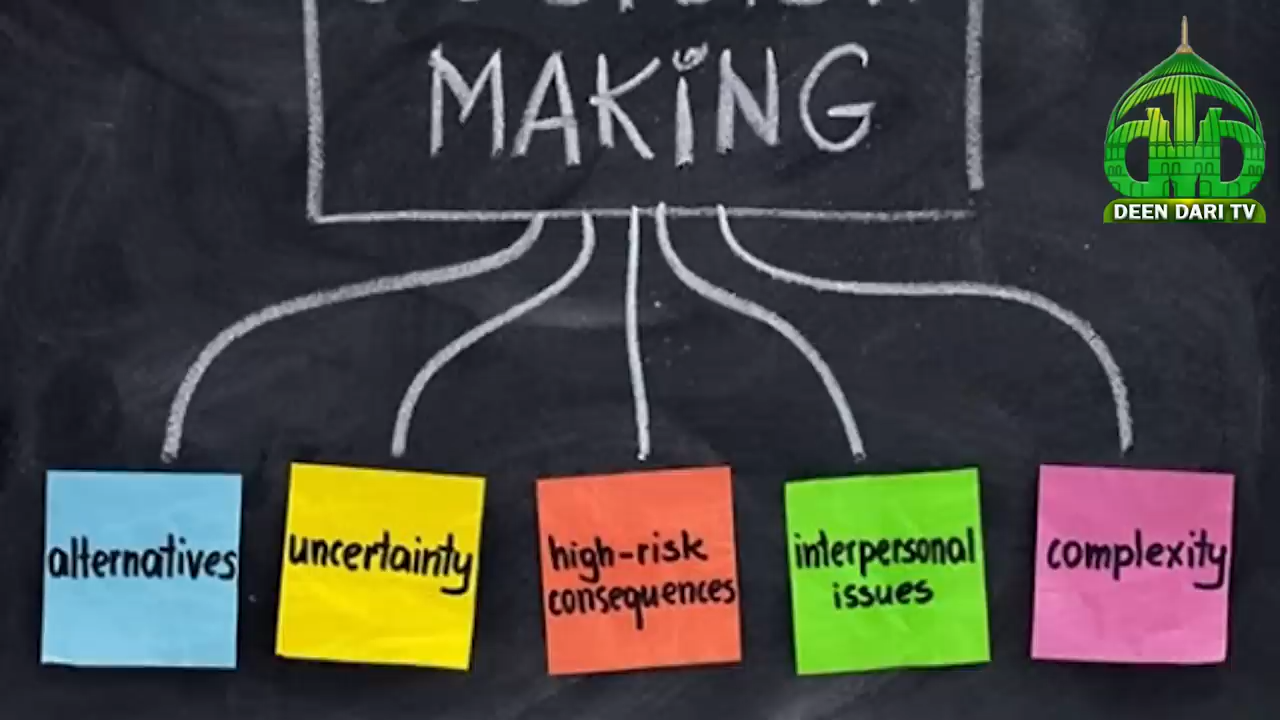 MAKING
DEEN DARI TV
alternatives
uncertainty
high-risk
consequences
interpersonal
issues
complexity